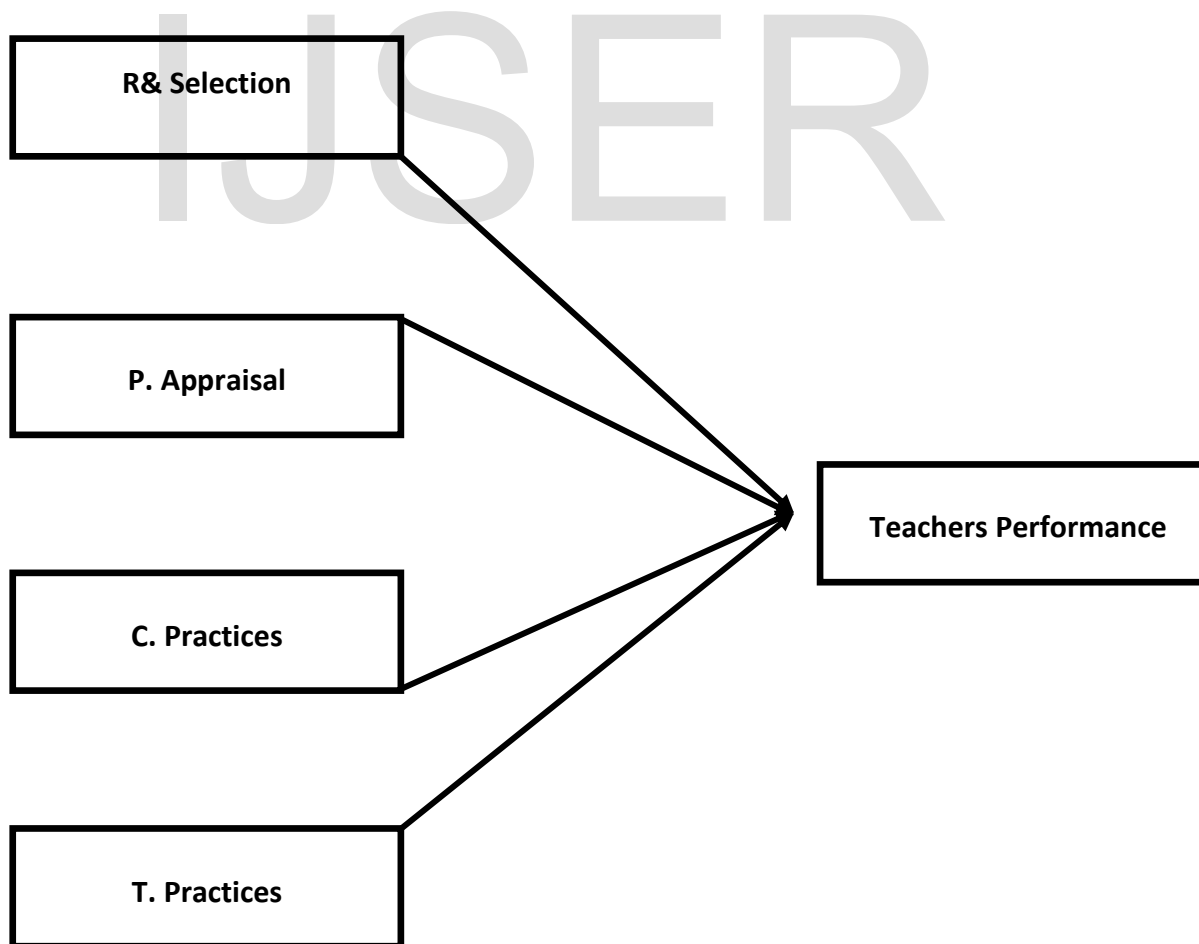 IJSER
R& Selection
P. Appraisal
Teachers Performance
C. Practices
T. Practices